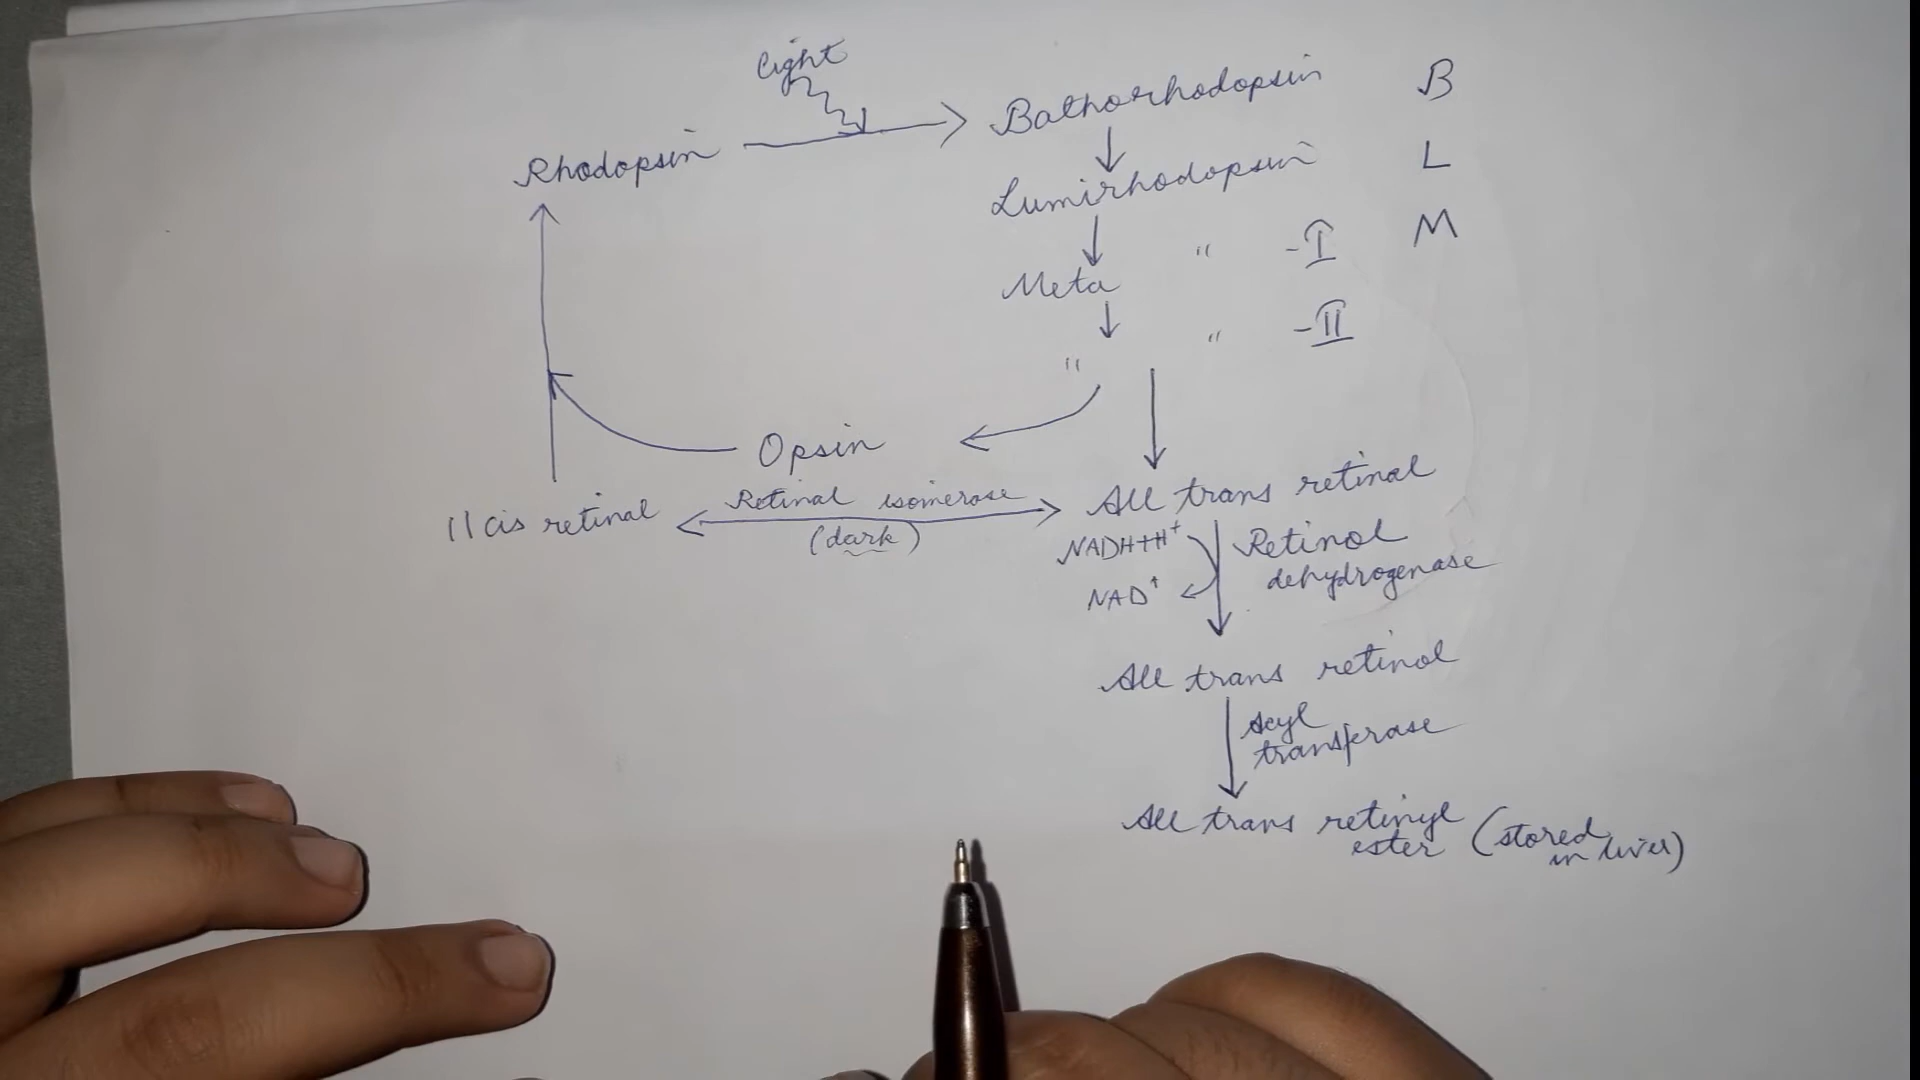 light
Rhodopsin
Bathorhodopsin B
Lumirhodopsin L
Meta " - I M
" " - II
Opsin
11 cis retinal
Retinal isomerase
(dark)
All trans retinal
NADH+H+
NAD+
Retinol
dehydrogenase
All trans retinol
Acyl
transferase
All trans retinyl
ester (stored
in liver)